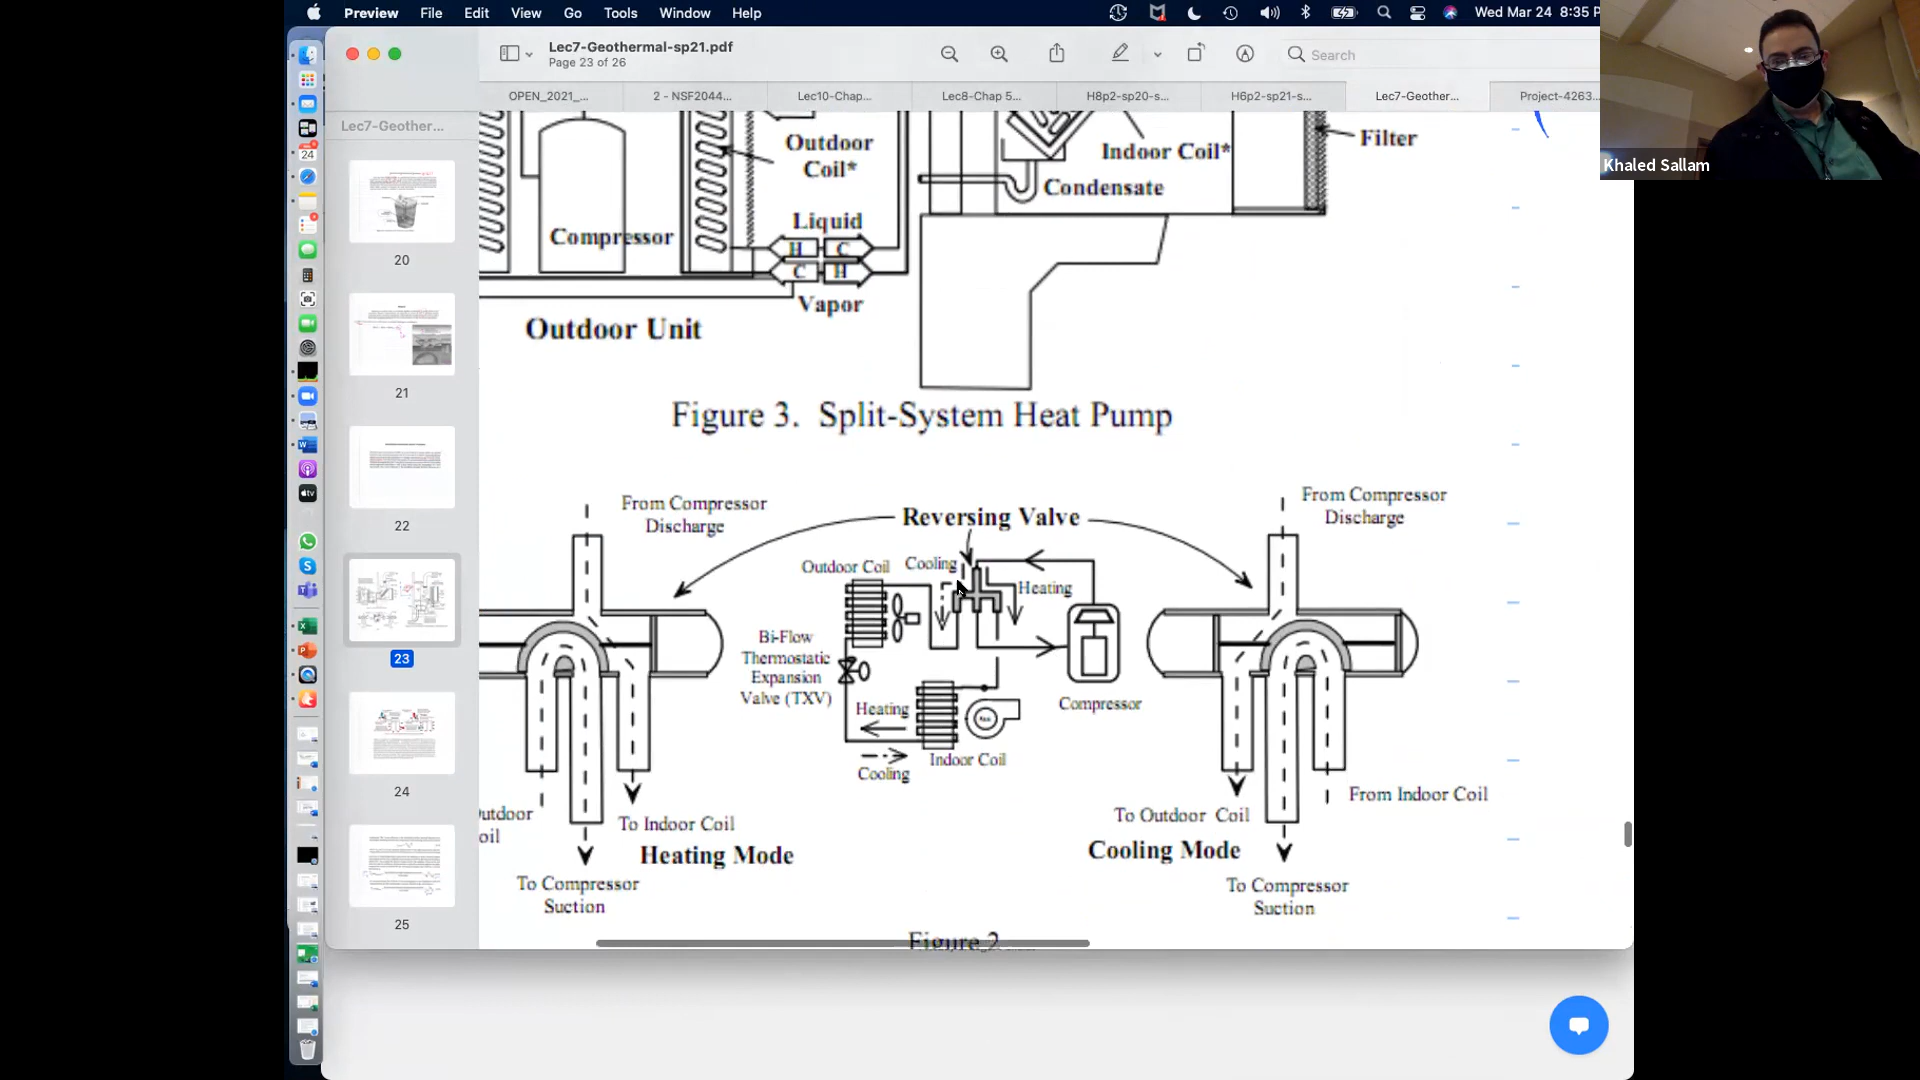 Preview File Edit View Go Tools Window Help
Wed Mar 24 8:35 P
Lec7-Geothermal-sp21.pdf
Page 23 of 26
Search
OPEN_2021_...
2 - NSF2044...
Lec10-Chap...
Lec8-Chap 5...
H8p2-sp20-s...
H6p2-sp21-s...
Lec7-Geother...
Project-4263...
Khaled Sallam
Lec7-Geother...
20
21
22
23
24
25
Outdoor
Coil*
Compressor
Liquid
H C
C H
Vapor
Outdoor Unit
Indoor Coil*
Condensate
Filter
Figure 3. Split-System Heat Pump
From Compressor
Discharge
Reversing Valve
From Compressor
Discharge
Outdoor Coil
Cooling
Heating
Bi-Flow
Thermostatic
Expansion
Valve (TXV)
Heating
Cooling
Indoor Coil
Compressor
utdoor
oil
To Indoor Coil
Heating Mode
To Compressor
Suction
To Outdoor Coil
From Indoor Coil
Cooling Mode
To Compressor
Suction
Figure 2